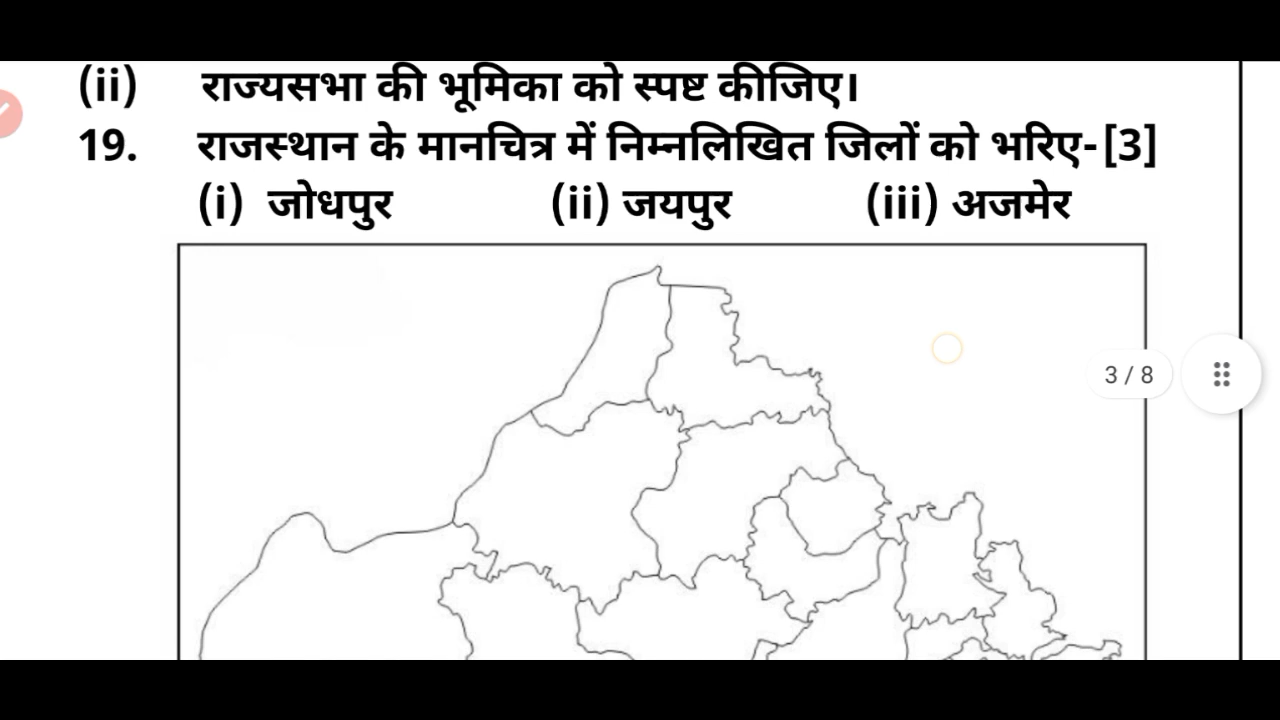 (ii) राज्यसभा की भूमिका को स्पष्ट कीजिए।
19. राजस्थान के मानचित्र में निम्नलिखित जिलों को भरिए-[3]
(i) जोधपुर (ii) जयपुर (iii) अजमेर
3 / 8